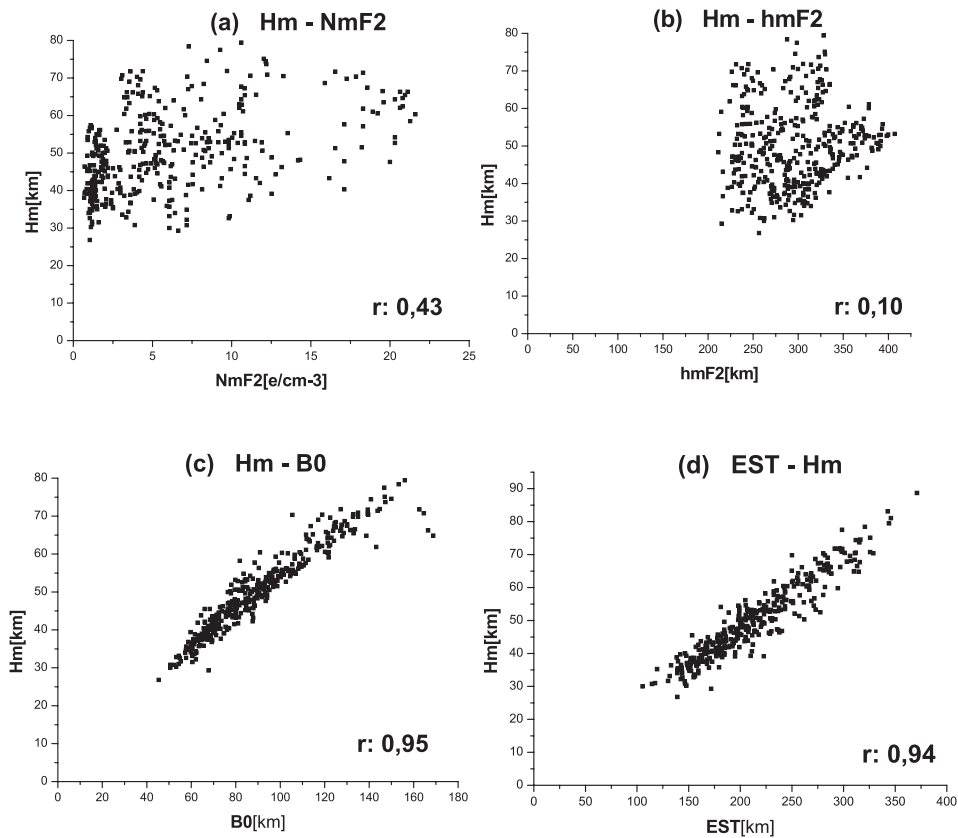 (a) Hm - NmF2
80
70
60
50
40
30
20
10
0
Hm[km]
0 5 10 15 20 25
NmF2[e/cm-3]
r: 0,43
(b) Hm - hmF2
80
70
60
50
40
30
20
10
0
Hm[km]
0 50 100 150 200 250 300 350 400
hmF2[km]
r: 0,10
(c) Hm - B0
80
70
60
50
40
30
20
10
0
Hm[km]
0 20 40 60 80 100 120 140 160 180
B0[km]
r: 0,95
(d) EST - Hm
90
80
70
60
50
40
30
20
10
0
Hm[km]
0 50 100 150 200 250 300 350 400
EST[km]
r: 0,94